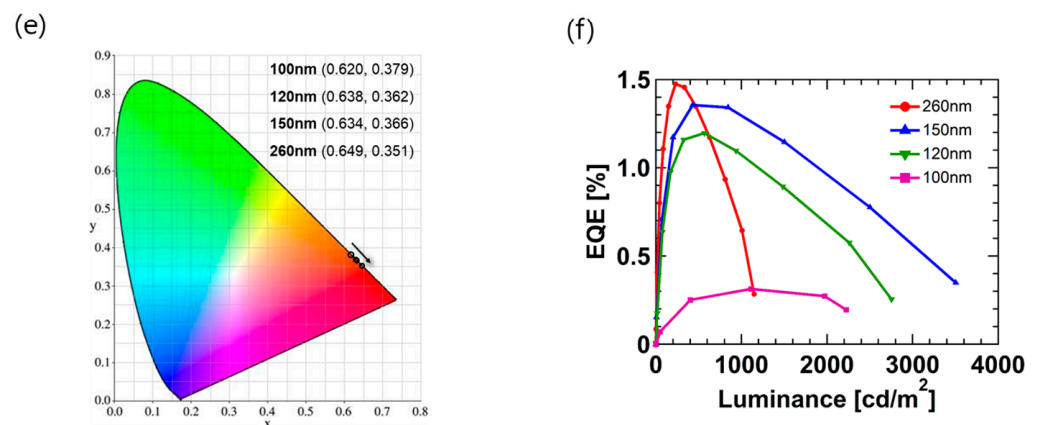 (e)
0.9
0.8
0.7
0.6
0.5
y
0.4
0.3
0.2
0.1
0.0
0.0 0.1 0.2 0.3 0.4 0.5 0.6 0.7 0.8
x
100nm (0.620, 0.379)
120nm (0.638, 0.362)
150nm (0.634, 0.366)
260nm (0.649, 0.351)
(f)
EQE [%]
1.5
1.0
0.5
0
0 1000 2000 3000 4000
Luminance [cd/m²]
260nm
150nm
120nm
100nm